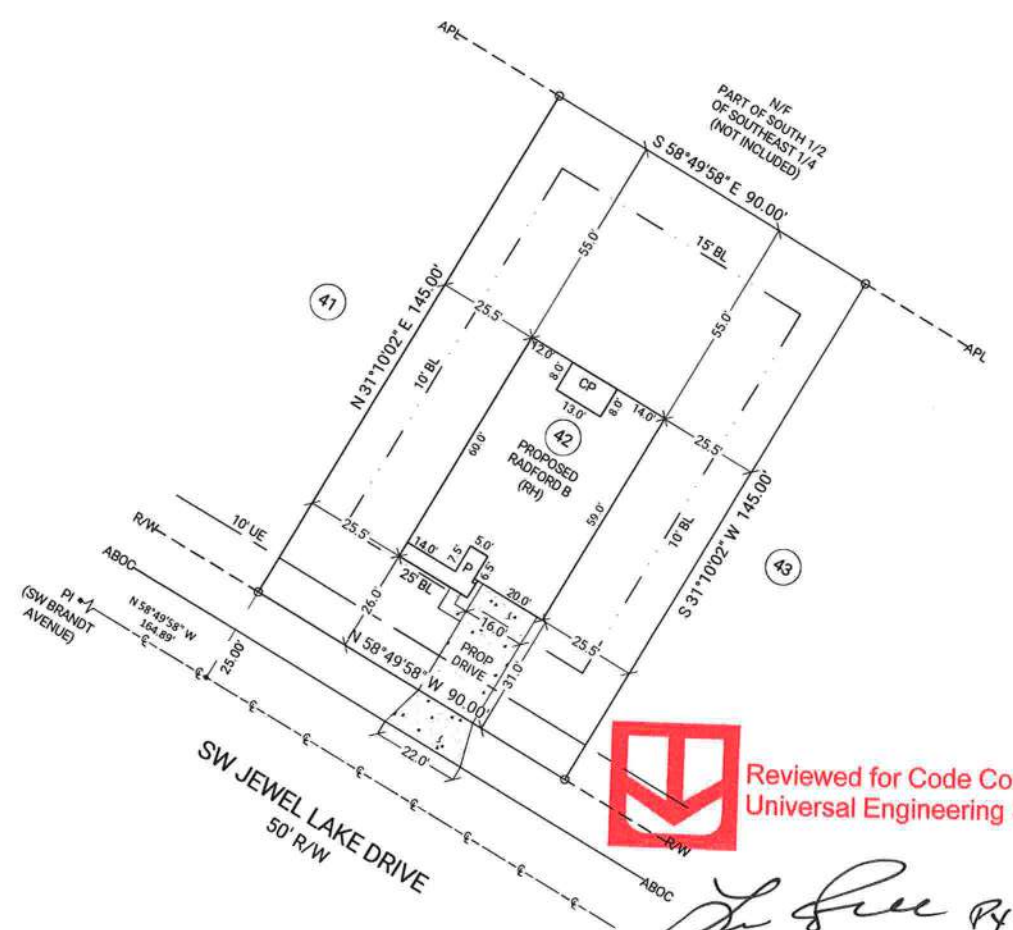 APL
N/F
PART OF SOUTH 1/2
OF SOUTHEAST 1/4
(NOT INCLUDED)
S 58°49'58" E 90.00'
15' BL
55.0'
55.0'
41
N 31°10'02" E 145.00'
25.5'
10' BL
12.0'
8.0'
CP
13.0'
8.0'
14.0'
25.5'
APL
42
PROPOSED
RADFORD B
(RH)
60.0'
59.0'
10' BL
S 31°10'02" W 145.00'
43
R/W
10' UE
25.5'
14.0'
7.5'
5.0'
P
6.5'
25' BL
20.0'
16.0'
25.5'
ABOC
PI
(SW BRANDT
AVENUE)
N 58°49'58" W
164.89'
25.00'
26.0'
N 58°49'58" W 90.00'
PROP
DRIVE
31.0'
22.0'
SW JEWEL LAKE DRIVE
50' R/W
R/W
ABOC
Reviewed for Code Co
Universal Engineering